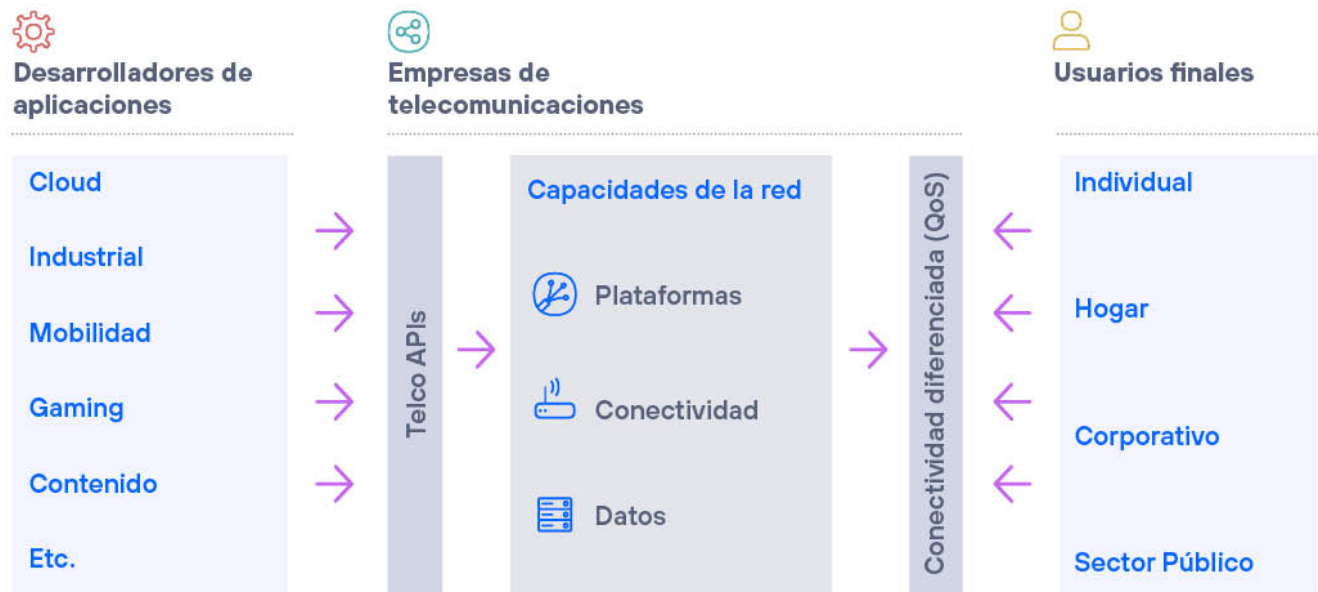 Desarrolladores de
aplicaciones
Empresas de
telecomunicaciones
Usuarios finales
Cloud
Industrial
Mobilidad
Gaming
Contenido
Etc.
Telco APIs
Capacidades de la red
Plataformas
Conectividad
Datos
Conectividad diferenciada (QoS)
Individual
Hogar
Corporativo
Sector Público